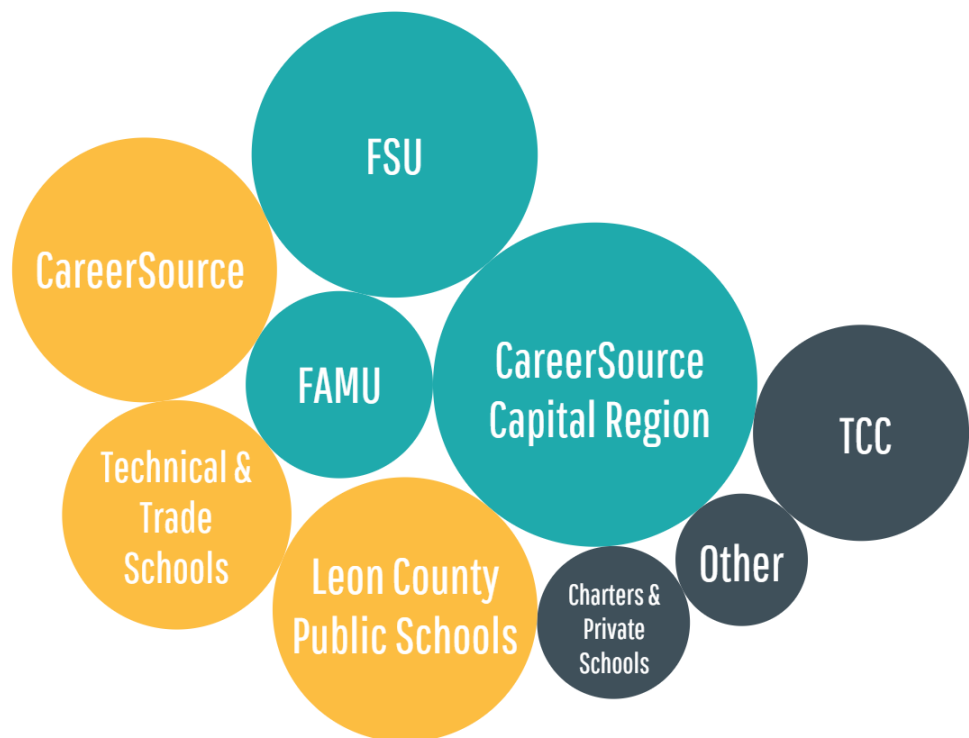 FSU
CareerSource
FAMU
CareerSource
Capital Region
TCC
Technical &
Trade
Schools
Leon County
Public Schools
Other
Charters &
Private
Schools